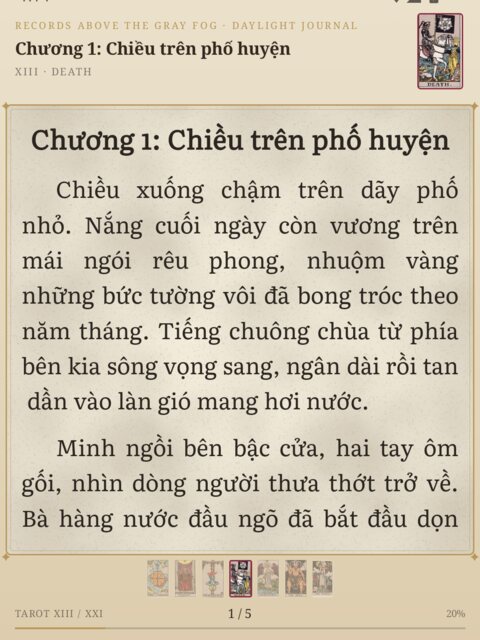 RECORDS ABOVE THE GRAY FOG · DAYLIGHT JOURNAL
Chương 1: Chiều trên phố huyện
XIII · DEATH
DEATH.
Chương 1: Chiều trên phố huyện
Chiều xuống chậm trên dãy phố
nhỏ. Nắng cuối ngày còn vương trên
mái ngói rêu phong, nhuộm vàng
những bức tường vôi đã bong tróc theo
năm tháng. Tiếng chuông chùa từ phía
bên kia sông vọng sang, ngân dài rồi tan
dần vào làn gió mang hơi nước.
Minh ngồi bên bậc cửa, hai tay ôm
gối, nhìn dòng người thưa thớt trở về.
Bà hàng nước đầu ngõ đã bắt đầu dọn
TAROT XIII / XXI
1 / 5
20%